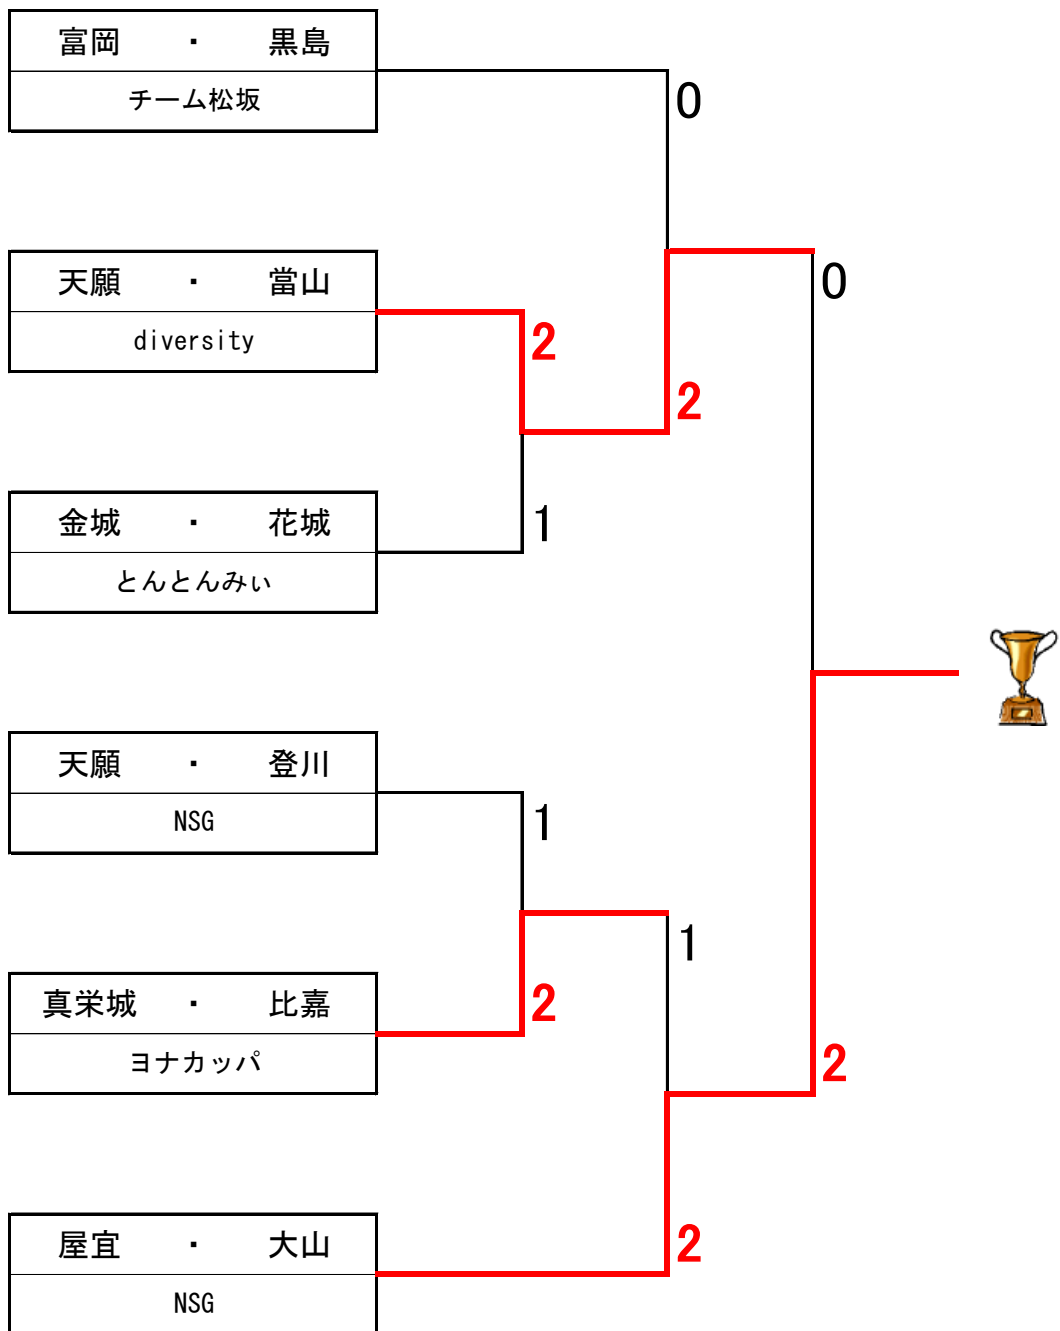 富岡 ・ 黒島
チーム松坂
0
天願 ・ 當山
0
diversity
2
2
金城 ・ 花城
1
とんとんみぃ
天願 ・ 登川
NSG
1
1
真栄城 ・ 比嘉
2
ヨナカッパ
2
屋宜 ・ 大山
2
NSG